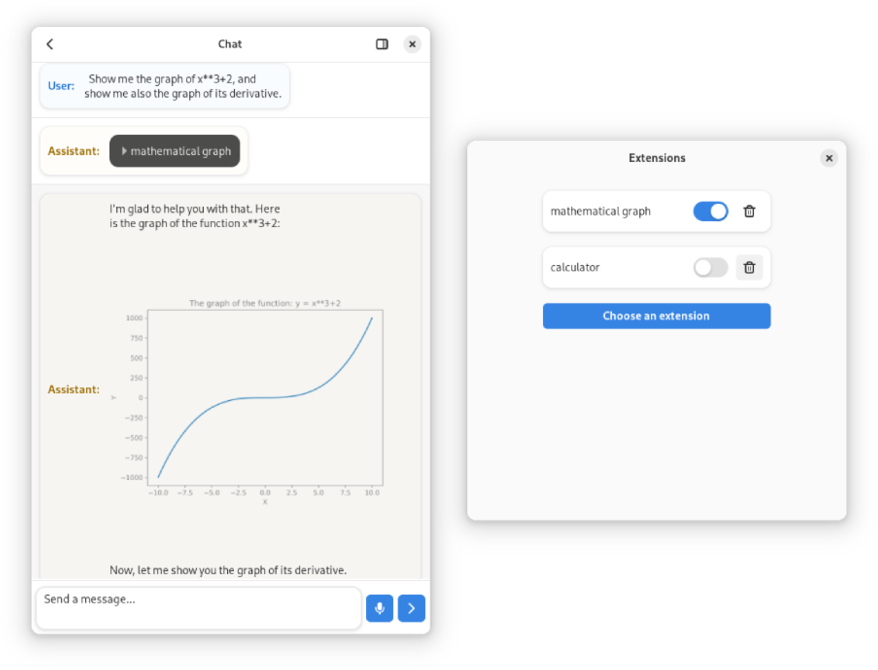 Chat
User:
Show me the graph of x**3+2, and
show me also the graph of its derivative.
Assistant:
mathematical graph
I'm glad to help you with that. Here
is the graph of the function x**3+2:
Assistant:
The graph of the function: y = x**3+2
1000
750
500
250
0
−250
−500
−750
−1000
Y
−10.0 −7.5 −5.0 −2.5 0.0 2.5 5.0 7.5 10.0
X
Now, let me show you the graph of its derivative.
Send a message...
Extensions
mathematical graph
calculator
Choose an extension